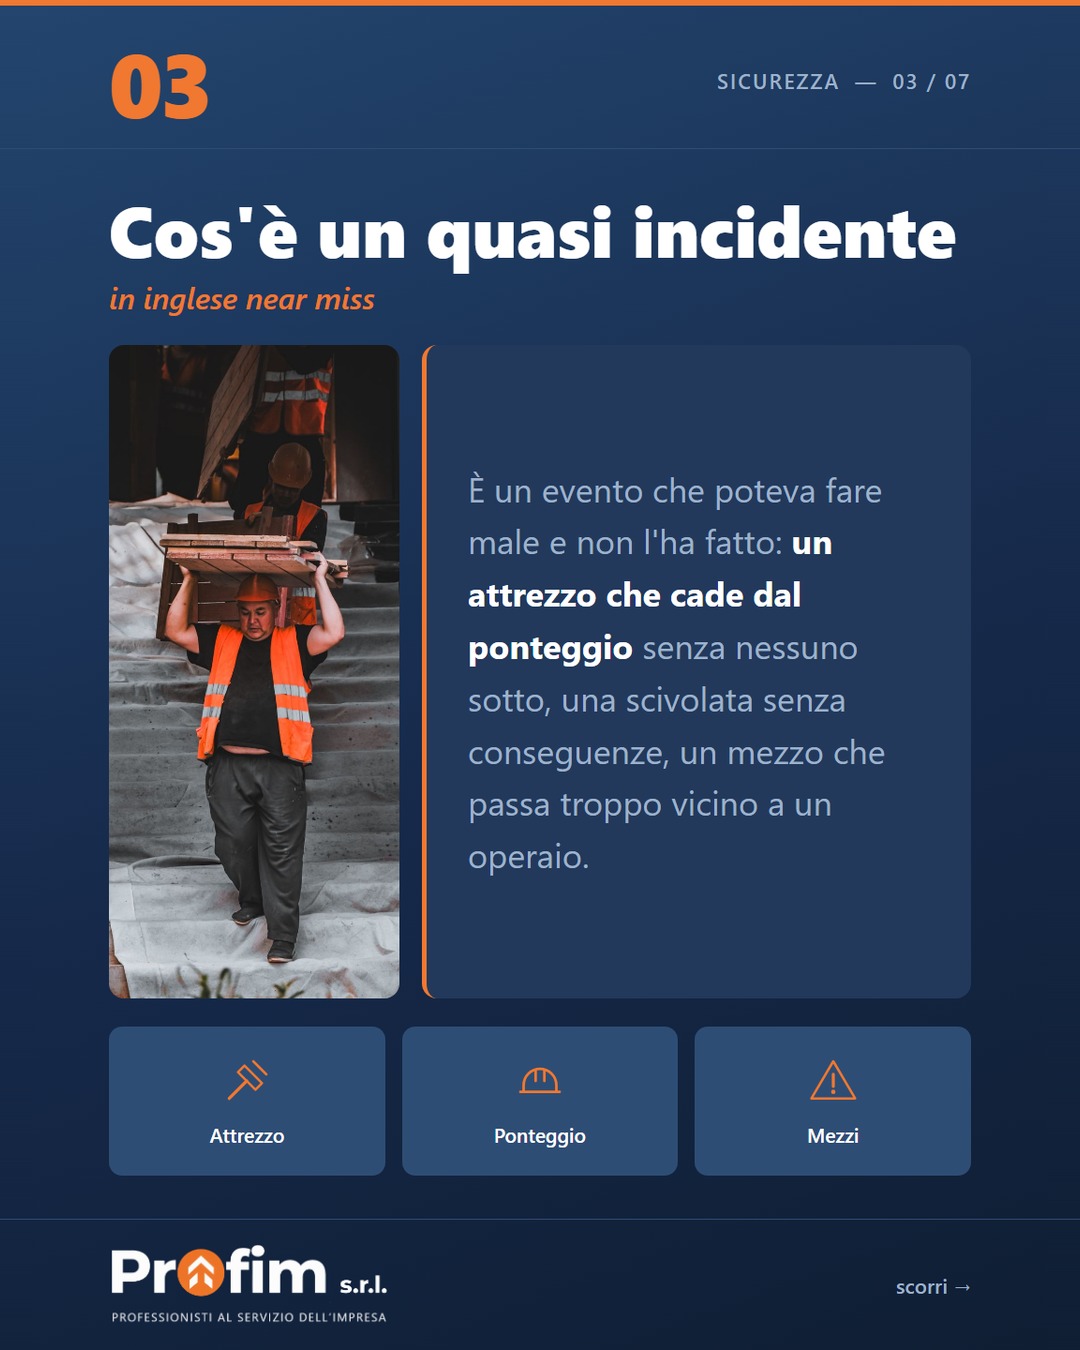 03
SICUREZZA — 03 / 07
Cos'è un quasi incidente
in inglese near miss
È un evento che poteva fare
male e non l'ha fatto: un
attrezzo che cade dal
ponteggio senza nessuno
sotto, una scivolata senza
conseguenze, un mezzo che
passa troppo vicino a un
operaio.
Attrezzo
Ponteggio
Mezzi
Profim s.r.l.
PROFESSIONISTI AL SERVIZIO DELL'IMPRESA
scorri →